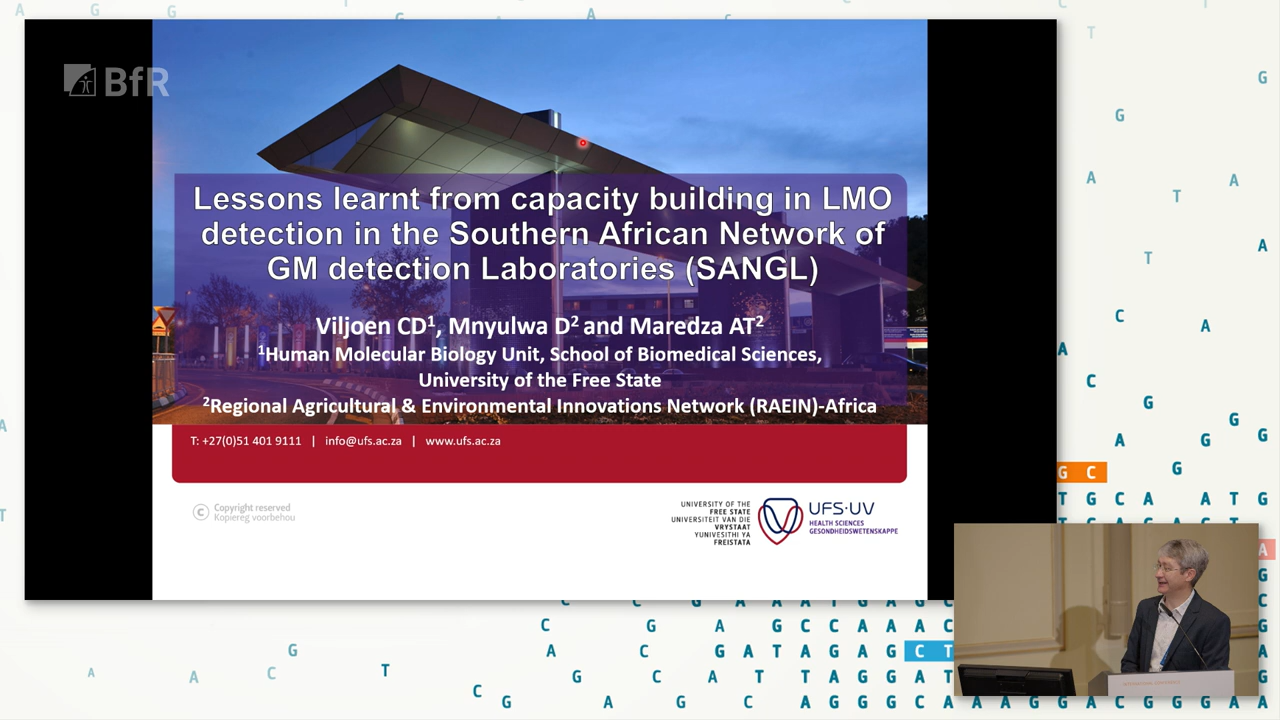 BfR
Lessons learnt from capacity building in LMO
detection in the Southern African Network of
GM detection Laboratories (SANGL)
Viljoen CD1, Mnyulwa D2 and Maredza AT2
1Human Molecular Biology Unit, School of Biomedical Sciences,
University of the Free State
2Regional Agricultural & Environmental Innovations Network (RAEIN)-Africa
T: +27(0)51 401 9111 | info@ufs.ac.za | www.ufs.ac.za
C Copyright reserved
Kopiereg voorbehou
UNIVERSITY OF THE
FREE STATE
UNIVERSITEIT VAN DIE
VRYSTAAT
YUNIVESITHI YA
FREISTATA
UFS·UV
HEALTH SCIENCES
GESONDHEIDSWETENSKAPPE